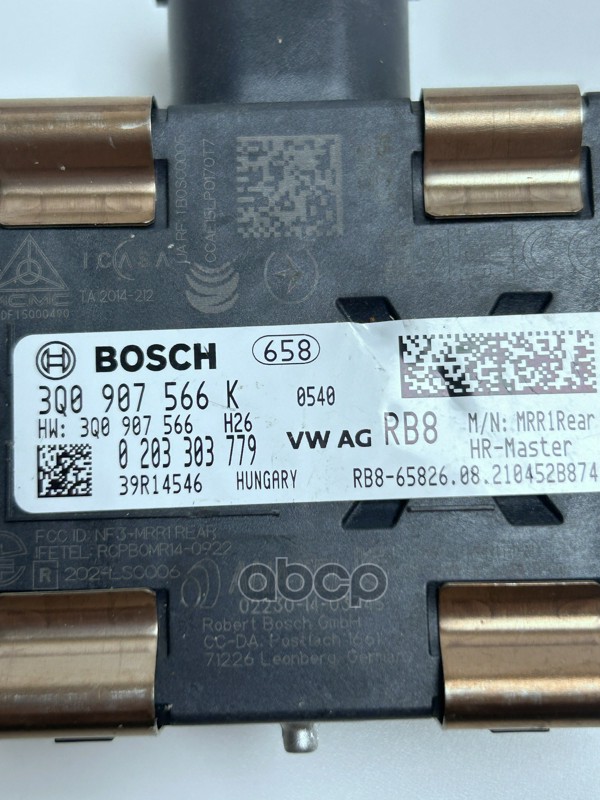 ICASA
TA 2014-212
BOSCH 658
3Q0 907 566 K 0540
HW: 3Q0 907 566 H26
0 203 303 779
VW AG RB8
M/N: MRR1Rear
HR-Master
39R14546 HUNGARY
RB8-65826.08.210452B874
FCC ID: NF3-MRR1REAR
IFETEL: RCPBOMR14-0922
R
abcp
Robert Bosch GmbH
CC-DA, Postfach 1661
71226 Leonberg, Germany